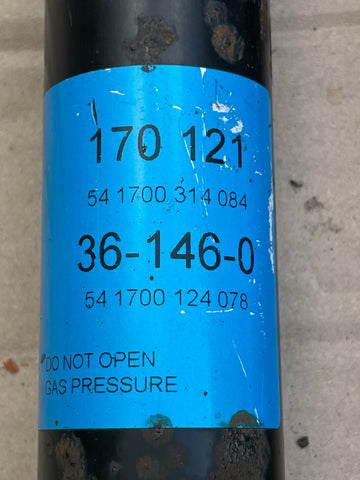 170 121
54 1700 314 084
36-146-0
54 1700 124 078
DO NOT OPEN
GAS PRESSURE